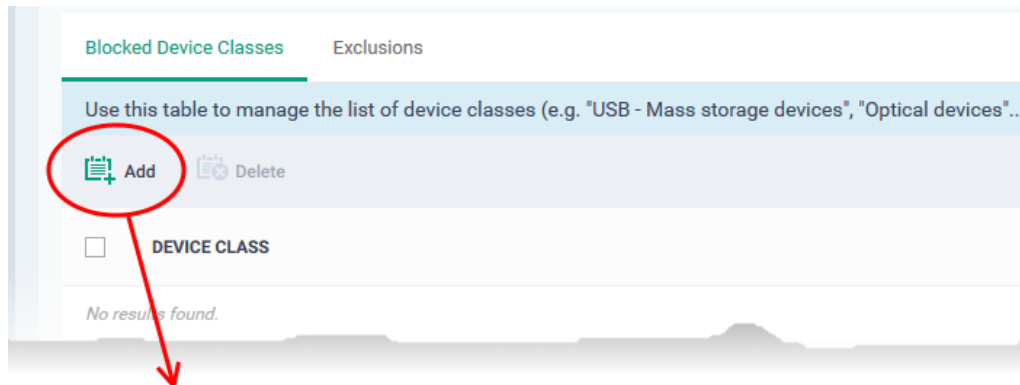 Blocked Device Classes Exclusions
Use this table to manage the list of device classes (e.g. "USB - Mass storage devices", "Optical devices"...
Add Delete
DEVICE CLASS
No results found.